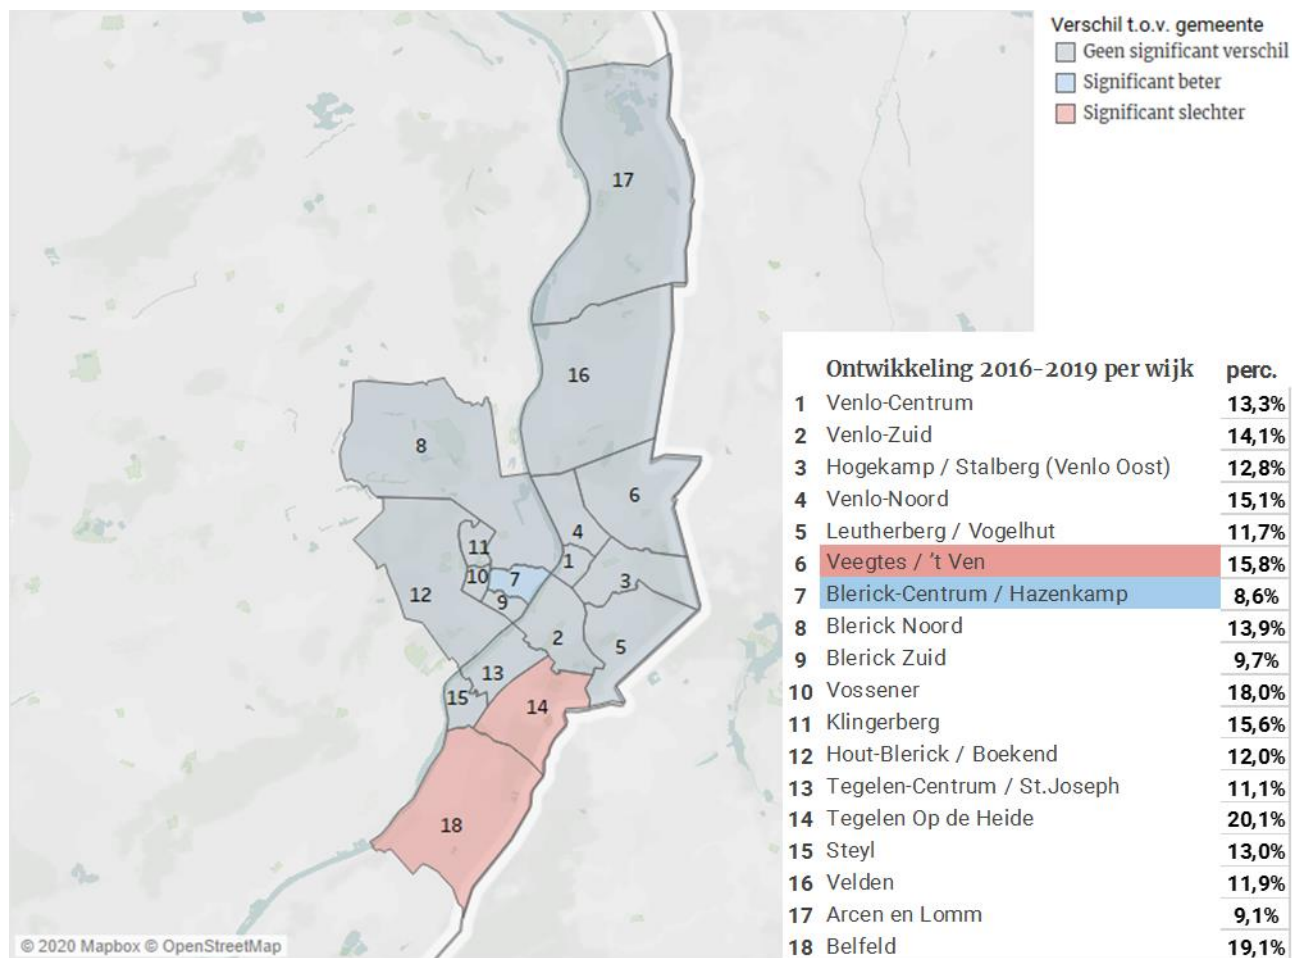 Verschil t.o.v. gemeente
Geen significant verschil
Significant beter
Significant slechter
17
16
8
6
4
11
1
10
7
3
12
9
2
5
13
15
14
18
Ontwikkeling 2016-2019 per wijk perc.
1 Venlo-Centrum 13,3%
2 Venlo-Zuid 14,1%
3 Hogekamp / Stalberg (Venlo Oost) 12,8%
4 Venlo-Noord 15,1%
5 Leutherberg / Vogelhut 11,7%
6 Veegtes / ’t Ven 15,8%
7 Blerick-Centrum / Hazenkamp 8,6%
8 Blerick Noord 13,9%
9 Blerick Zuid 9,7%
10 Vossener 18,0%
11 Klingerberg 15,6%
12 Hout-Blerick / Boekend 12,0%
13 Tegelen-Centrum / St.Joseph 11,1%
14 Tegelen Op de Heide 20,1%
15 Steyl 13,0%
16 Velden 11,9%
17 Arcen en Lomm 9,1%
18 Belfeld 19,1%
© 2020 Mapbox © OpenStreetMap